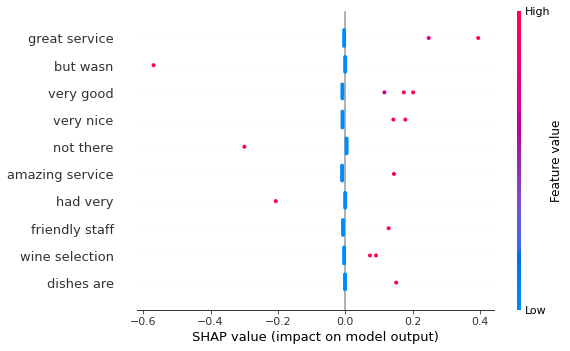 High
great service
but wasn
very good
very nice
not there
amazing service
had very
friendly staff
wine selection
dishes are
Feature value
Low
−0.6 −0.4 −0.2 0.0 0.2 0.4
SHAP value (impact on model output)